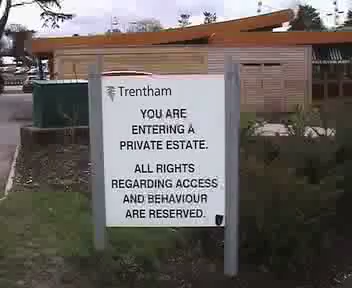 Trentham
YOU ARE
ENTERING A
PRIVATE ESTATE.
ALL RIGHTS
REGARDING ACCESS
AND BEHAVIOUR
ARE RESERVED.